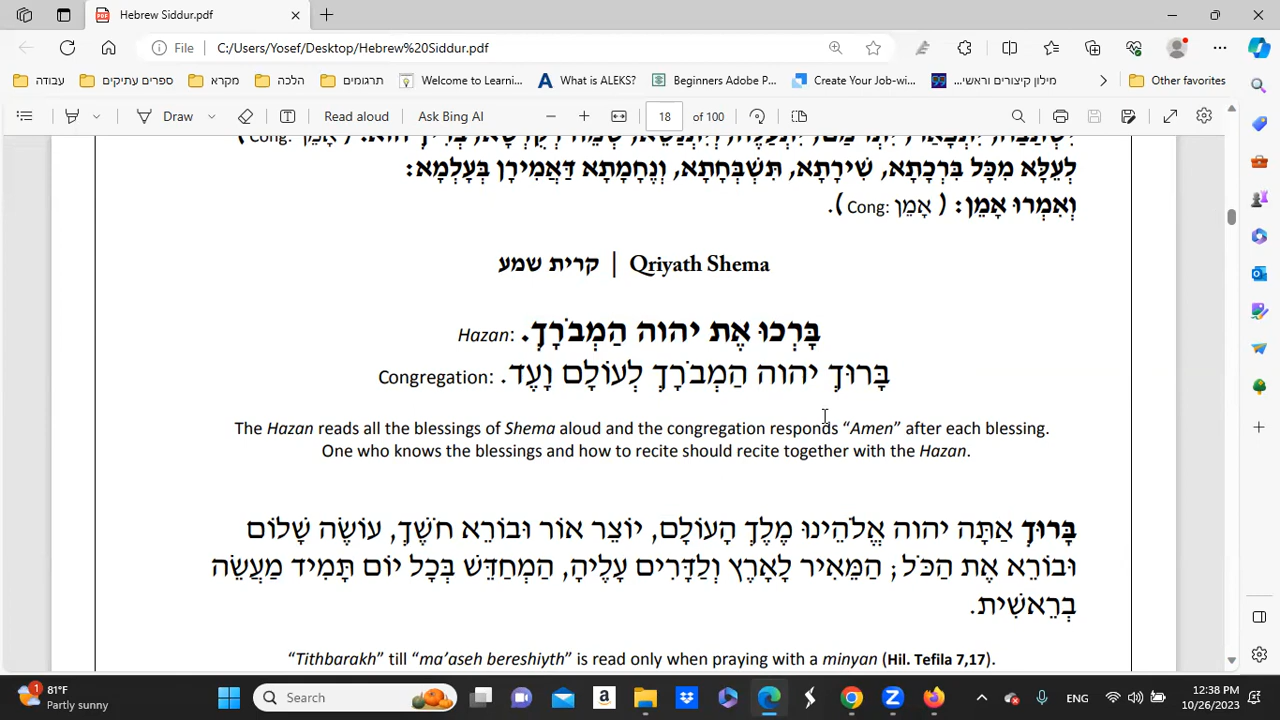 Hebrew Siddur.pdf
File C:/Users/Yosef/Desktop/Hebrew%20Siddur.pdf
עבודה ספרים עתיקים מקרא הלכה תרגומים Welcome to Learni... What is ALEKS? Beginners Adobe P... Create Your Job-wi... מילון קיצורים וראשי... Other favorites
Draw Read aloud Ask Bing AI 18 of 100
לְעֵלָּא מִכָּל בִּרְכָתָא, שִׁירָתָא, תִּשְׁבְּחָתָא, וְנֶחָמָתָא דַּאֲמִירָן בְּעָלְמָא:
וְאִמְרוּ אָמֵן: (Cong: אָמֵן).
קרית שמע | Qriyath Shema
Hazan: בָּרְכוּ אֶת יהוה הַמְבֹרָךְ.
Congregation: בָּרוּךְ יהוה הַמְבֹרָךְ לְעוֹלָם וָעֶד.
The Hazan reads all the blessings of Shema aloud and the congregation responds “Amen” after each blessing.
One who knows the blessings and how to recite should recite together with the Hazan.
בָּרוּךְ אַתָּה יהוה אֱלֹהֵינוּ מֶלֶךְ הָעוֹלָם, יוֹצֵר אוֹר וּבוֹרֵא חֹשֶׁךְ, עוֹשֶׂה שָׁלוֹם
וּבוֹרֵא אֶת הַכֹּל; הַמֵּאִיר לָאָרֶץ וְלַדָּרִים עָלֶיהָ, הַמְחַדֵּשׁ בְּכָל יוֹם תָּמִיד מַעֲשֵׂה
בְרֵאשִׁית.
“Tithbarakh” till “ma’aseh bereshiyth” is read only when praying with a minyan (Hil. Tefila 7,17).
1 81°F
Partly sunny
Search
ENG
12:38 PM
10/26/2023